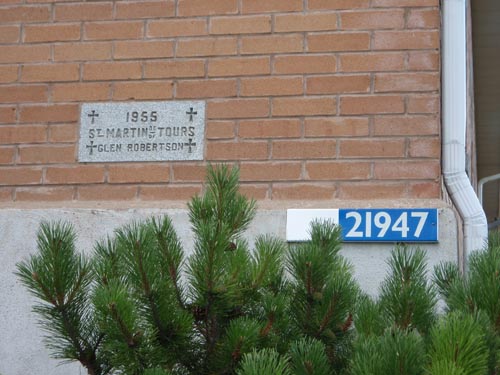 1955
ST. MARTIN DE TOURS
GLEN ROBERTSON
21947